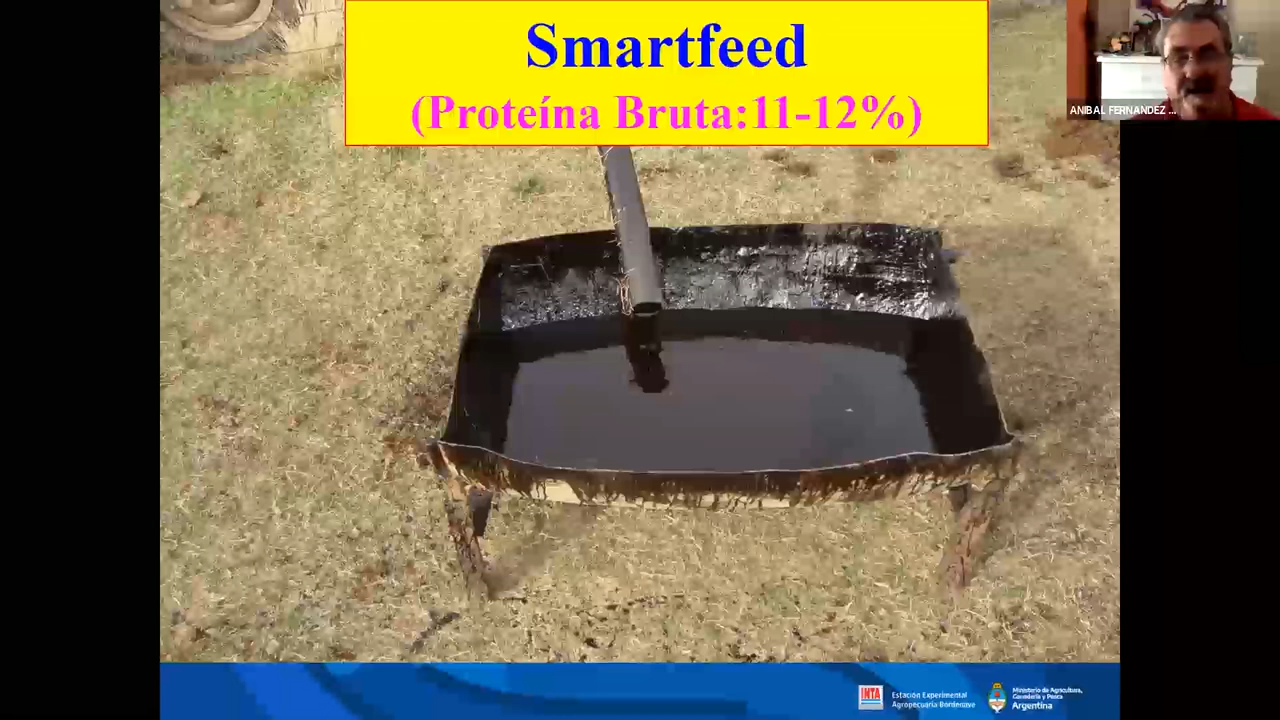 Smartfeed
(Proteína Bruta:11-12%)
ANIBAL FERNANDEZ ...
INTA
Estación Experimental
Agropecuaria Bordenave
Ministerio de Agricultura,
Ganadería y Pesca
Argentina